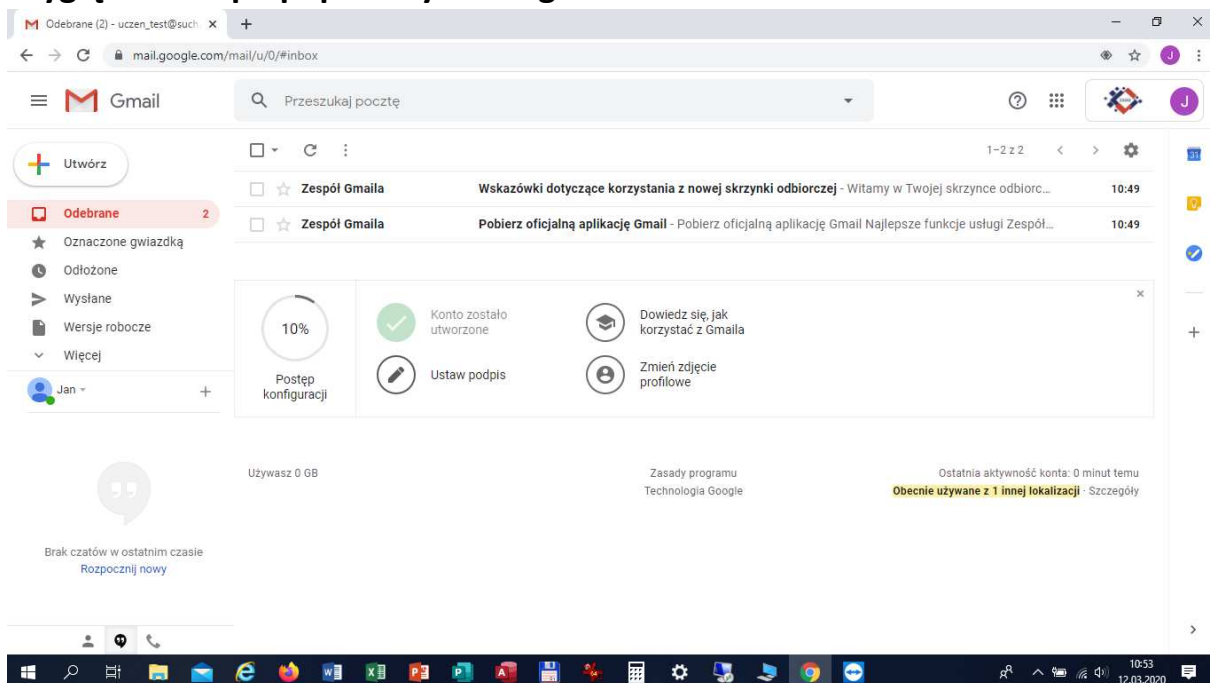 Odebrane (2) - uczen_test@such
mail.google.com/mail/u/0/#inbox
J
Gmail
Przeszukaj pocztę
J
Utwórz
1–2 z 2
31
Zespół Gmaila Wskazówki dotyczące korzystania z nowej skrzynki odbiorczej - Witamy w Twojej skrzynce odbiorc... 10:49
Odebrane 2
Zespół Gmaila Pobierz oficjalną aplikację Gmail - Pobierz oficjalną aplikację Gmail Najlepsze funkcje usługi Zespół... 10:49
Oznaczone gwiazdką
Odłożone
Wysłane
Wersje robocze
Więcej
Jan
10%
Postęp
konfiguracji
Konto zostało
utworzone
Dowiedz się, jak
korzystać z Gmaila
Ustaw podpis
Zmień zdjęcie
profilowe
Używasz 0 GB
Zasady programu
Technologia Google
Ostatnia aktywność konta: 0 minut temu
Obecnie używane z 1 innej lokalizacji - Szczegóły
Brak czatów w ostatnim czasie
Rozpocznij nowy
10:53
12.03.2020